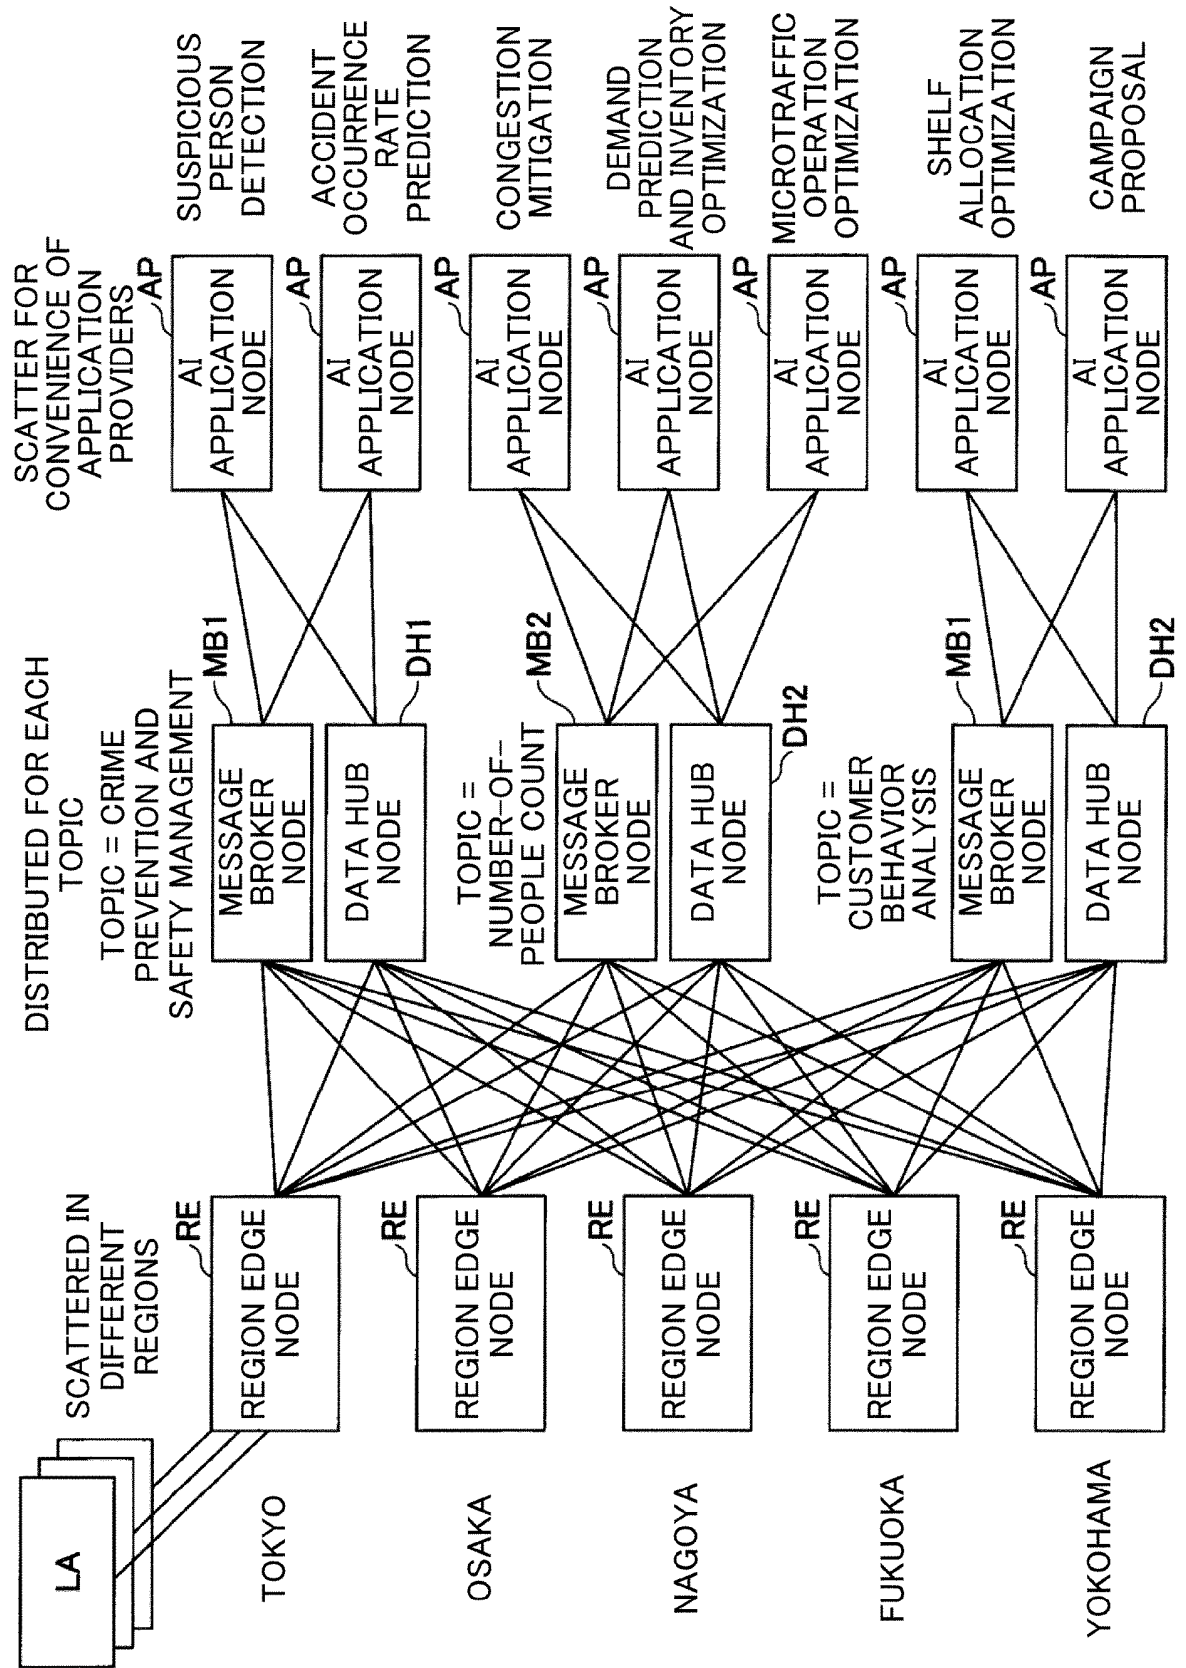 LA
SCATTERED IN
DIFFERENT
REGIONS
TOKYO
RE
REGION EDGE
NODE
OSAKA
RE
REGION EDGE
NODE
NAGOYA
RE
REGION EDGE
NODE
FUKUOKA
RE
REGION EDGE
NODE
YOKOHAMA
RE
REGION EDGE
NODE
DISTRIBUTED FOR EACH
TOPIC
TOPIC = CRIME
PREVENTION AND
SAFETY MANAGEMENT
MB1
MESSAGE
BROKER
NODE
DH1
DATA HUB
NODE
TOPIC =
NUMBER-OF-
PEOPLE COUNT
MB2
MESSAGE
BROKER
NODE
DH2
DATA HUB
NODE
TOPIC =
CUSTOMER
BEHAVIOR
ANALYSIS
MB1
MESSAGE
BROKER
NODE
DH2
DATA HUB
NODE
SCATTER FOR
CONVENIENCE OF
APPLICATION
PROVIDERS
AP
AI
APPLICATION
NODE
SUSPICIOUS
PERSON
DETECTION
AP
AI
APPLICATION
NODE
ACCIDENT
OCCURRENCE
RATE
PREDICTION
AP
AI
APPLICATION
NODE
CONGESTION
MITIGATION
AP
AI
APPLICATION
NODE
DEMAND
PREDICTION
AND INVENTORY
OPTIMIZATION
AP
AI
APPLICATION
NODE
MICROTRAFFIC
OPERATION
OPTIMIZATION
AP
AI
APPLICATION
NODE
SHELF
ALLOCATION
OPTIMIZATION
AP
AI
APPLICATION
NODE
CAMPAIGN
PROPOSAL